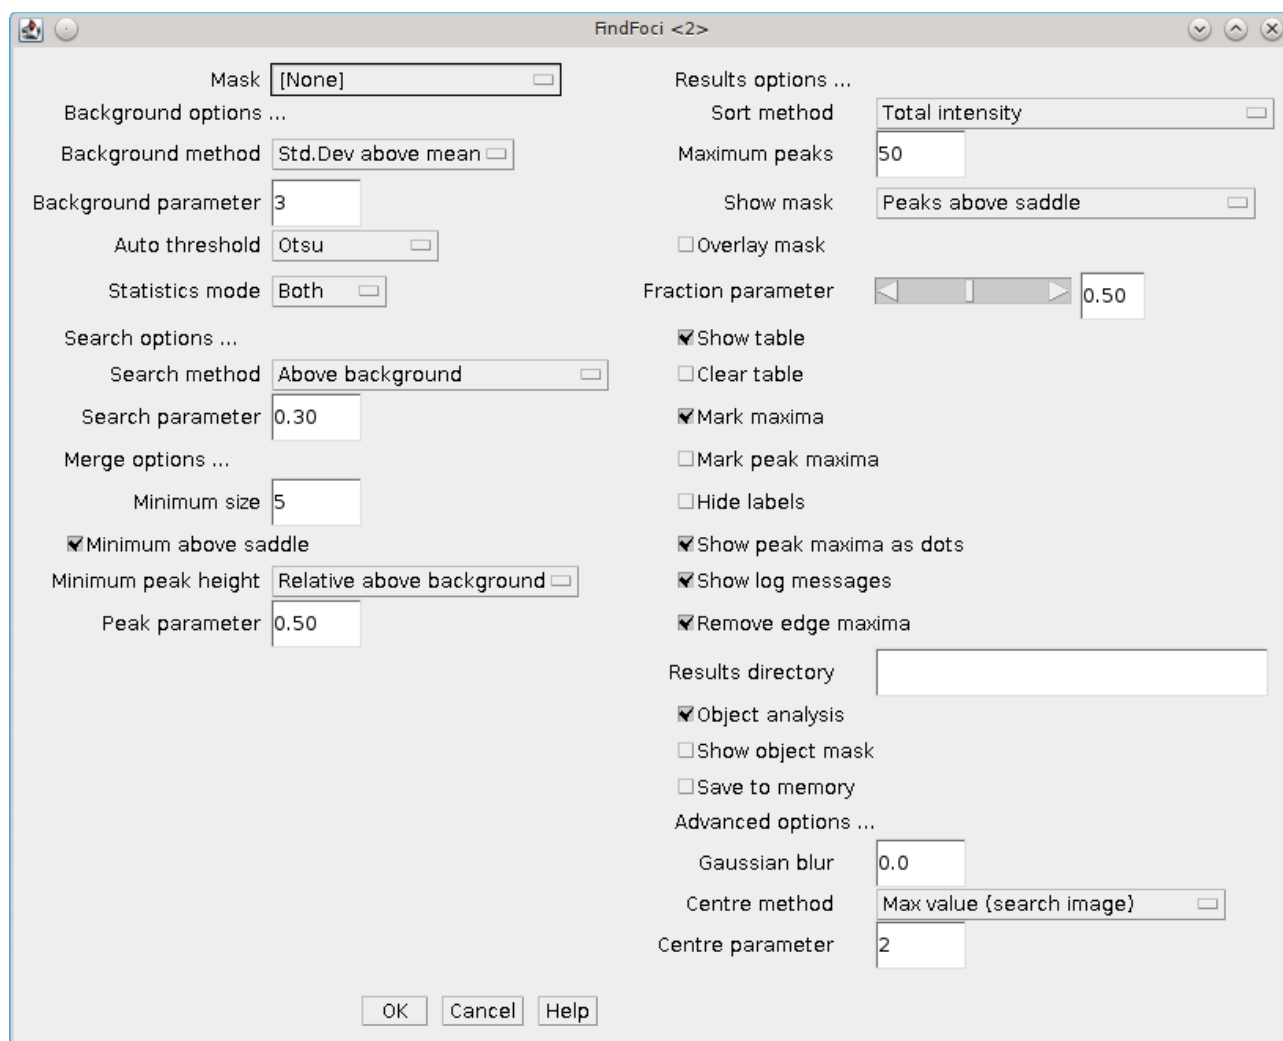 FindFoci <2>
Mask [None]
Background options ...
Background method Std.Dev above mean
Background parameter 3
Auto threshold Otsu
Statistics mode Both
Search options ...
Search method Above background
Search parameter 0.30
Merge options ...
Minimum size 5
Minimum above saddle
Minimum peak height Relative above background
Peak parameter 0.50
Results options ...
Sort method Total intensity
Maximum peaks 50
Show mask Peaks above saddle
Overlay mask
Fraction parameter 0.50
Show table
Clear table
Mark maxima
Mark peak maxima
Hide labels
Show peak maxima as dots
Show log messages
Remove edge maxima
Results directory
Object analysis
Show object mask
Save to memory
Advanced options ...
Gaussian blur 0.0
Centre method Max value (search image)
Centre parameter 2
OK Cancel Help